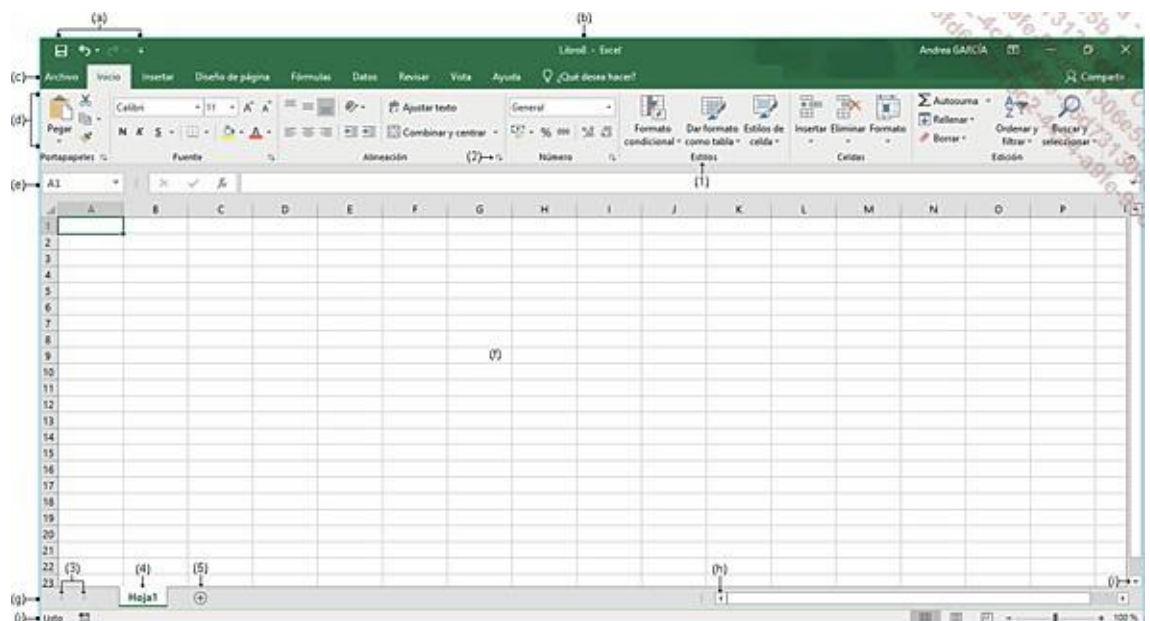 (a) (b)
Libro1 - Excel Andrea GARCÍA
(c) Archivo Inicio Insertar Diseño de página Fórmulas Datos Revisar Vista Ayuda ¿Qué desea hacer? Compartir
(d) Pegar Calibri 11 Ajustar texto General Formato condicional Dar formato como tabla Estilos de celda Insertar Eliminar Formato Autosuma Ordenar y filtrar Buscar y seleccionar
Rellenar
N K S Combinar y centrar % 000 Borrar
Portapapeles Fuente Alineación (2) Número Estilos Celdas Edición
(e) A1 fx (1)
A B C D E F G H I J K L M N O P
1
2
3
4
5
6
7
8
9 (f)
10
11
12
13
14
15
16
17
18
19
20
21
22 (3) (4) (5) (h)
23 (i)
(g) Hoja1
(j) Listo 100 %